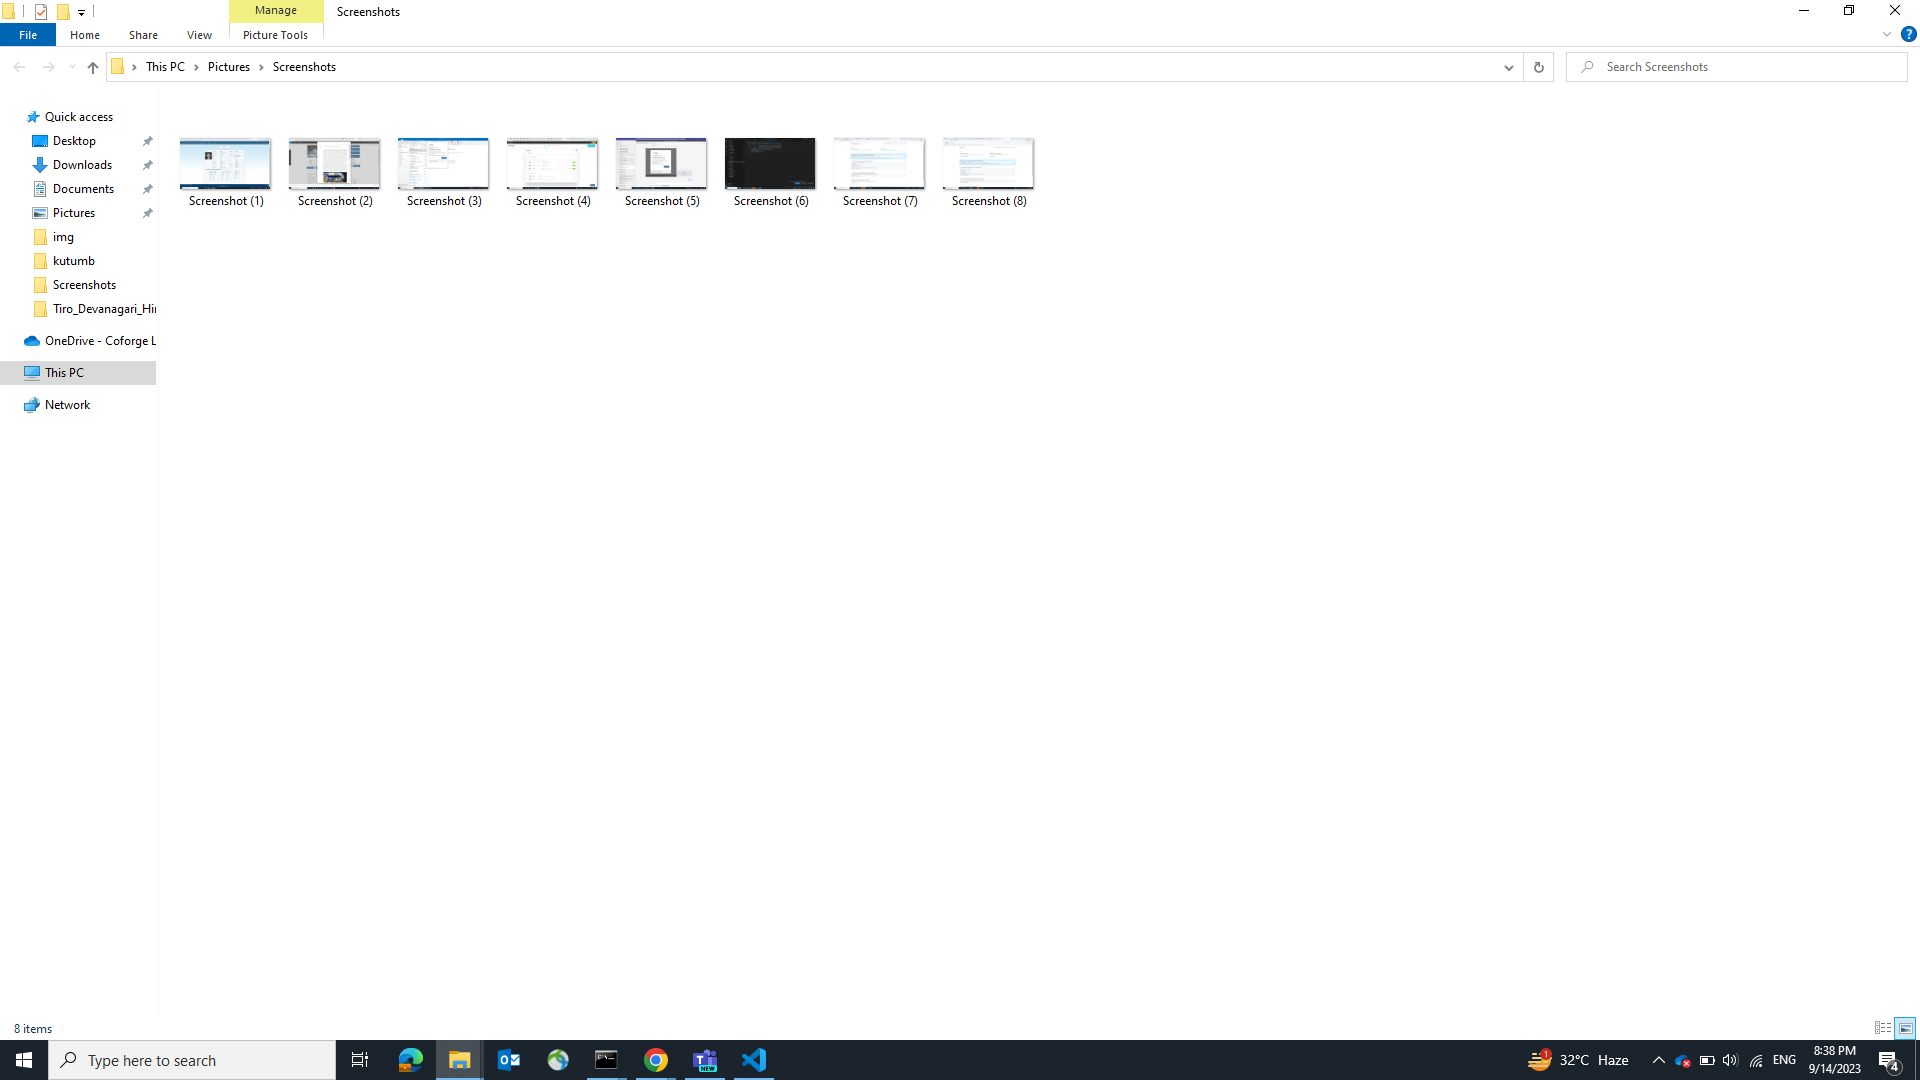 Manage
Screenshots
File
Home
Share
View
Picture Tools
This PC
Pictures
Screenshots
Search Screenshots
Quick access
Desktop
Downloads
Documents
Pictures
img
kutumb
Screenshots
Tiro_Devanagari_Hi
OneDrive - Coforge L
This PC
Network
Screenshot (1)
Screenshot (2)
Screenshot (3)
Screenshot (4)
Screenshot (5)
Screenshot (6)
Screenshot (7)
Screenshot (8)
8 items
Type here to search
NEW
1
32°C Haze
ENG
8:38 PM
9/14/2023
4